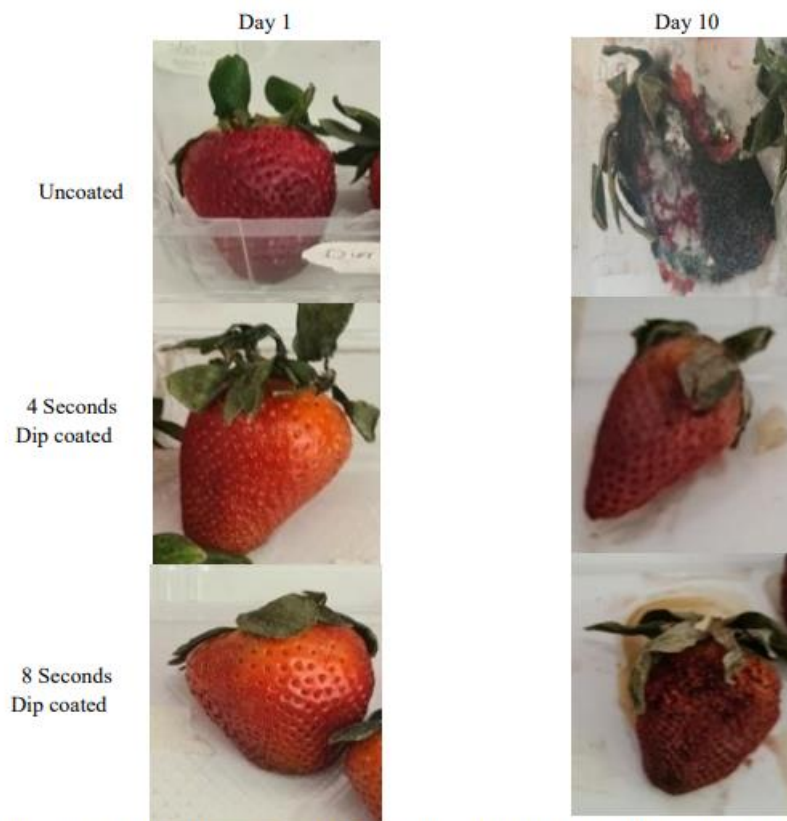 Day 1
Day 10
Uncoated
4 Seconds
Dip coated
8 Seconds
Dip coated